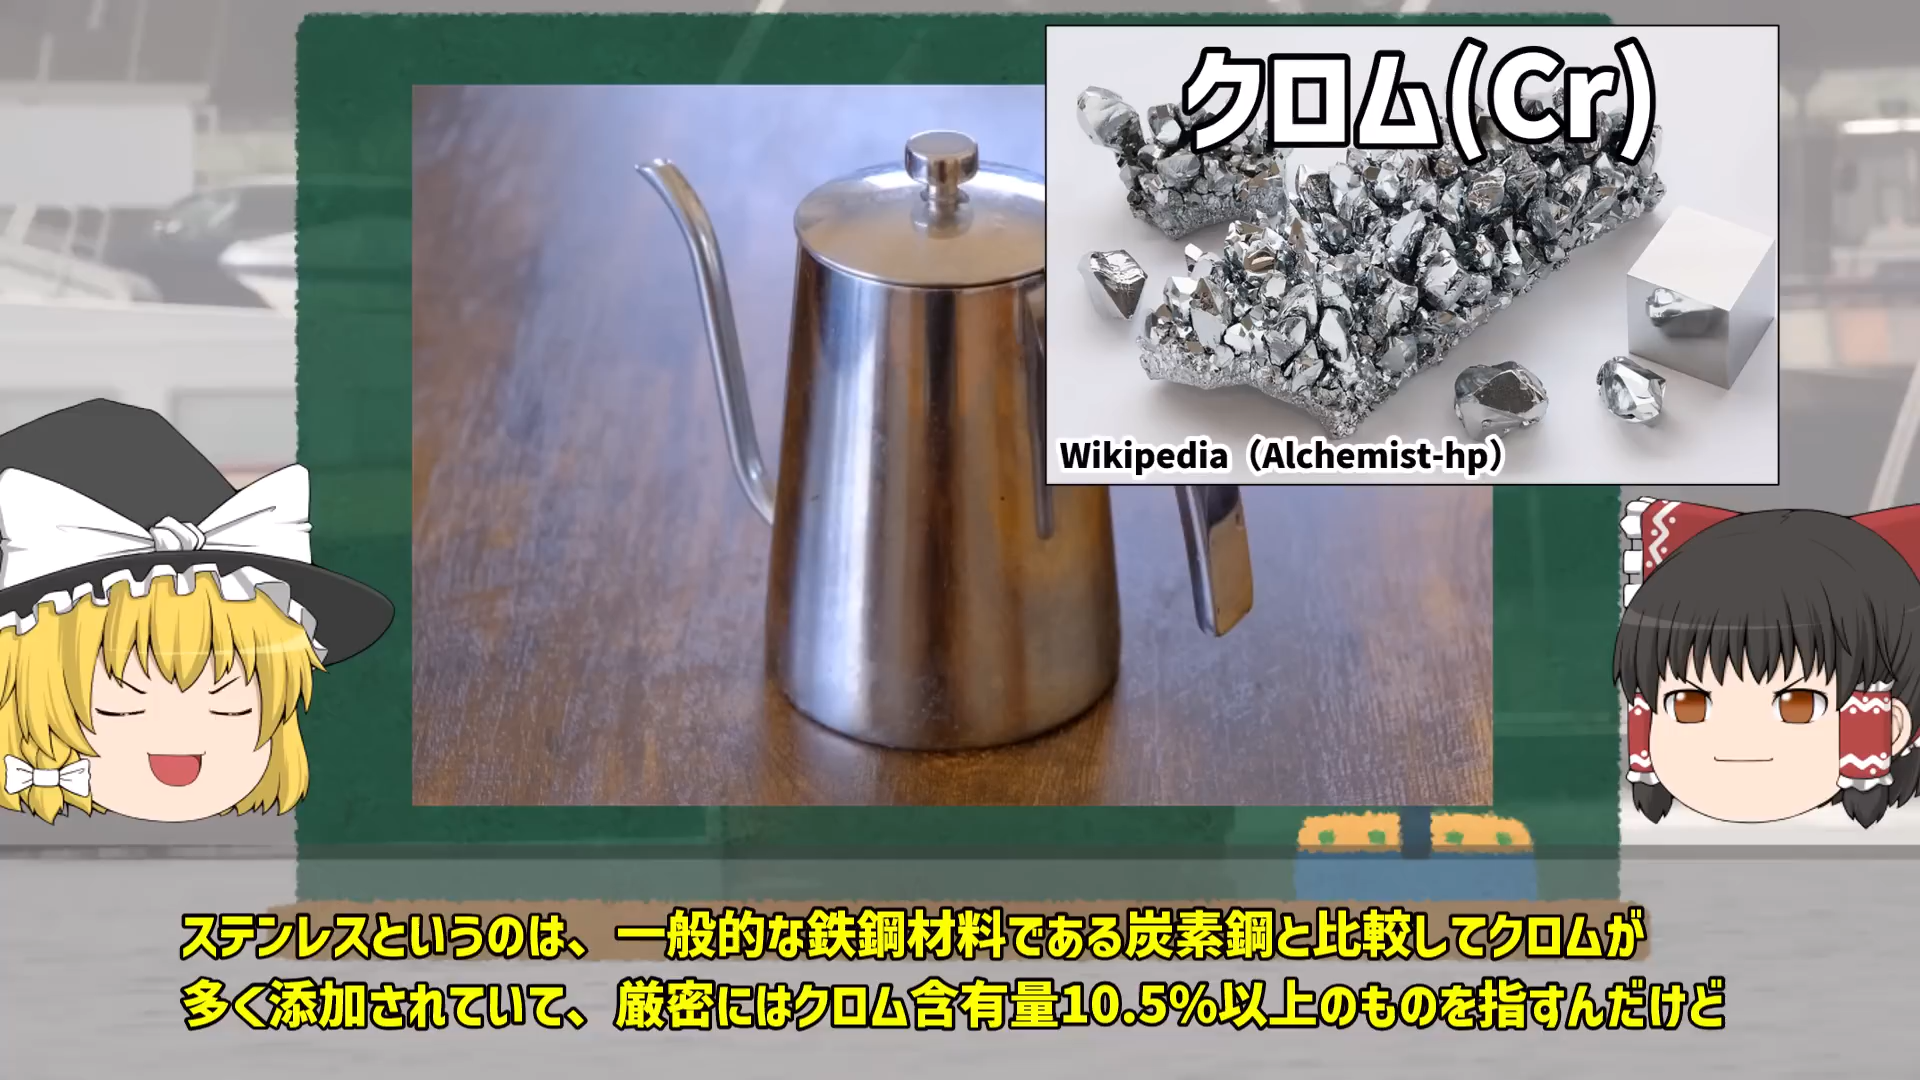 クロム(Cr)
Wikipedia（Alchemist-hp）
ステンレスというのは、一般的な鉄鋼材料である炭素鋼と比較してクロムが
多く添加されていて、厳密にはクロム含有量10.5%以上のものを指すんだけど